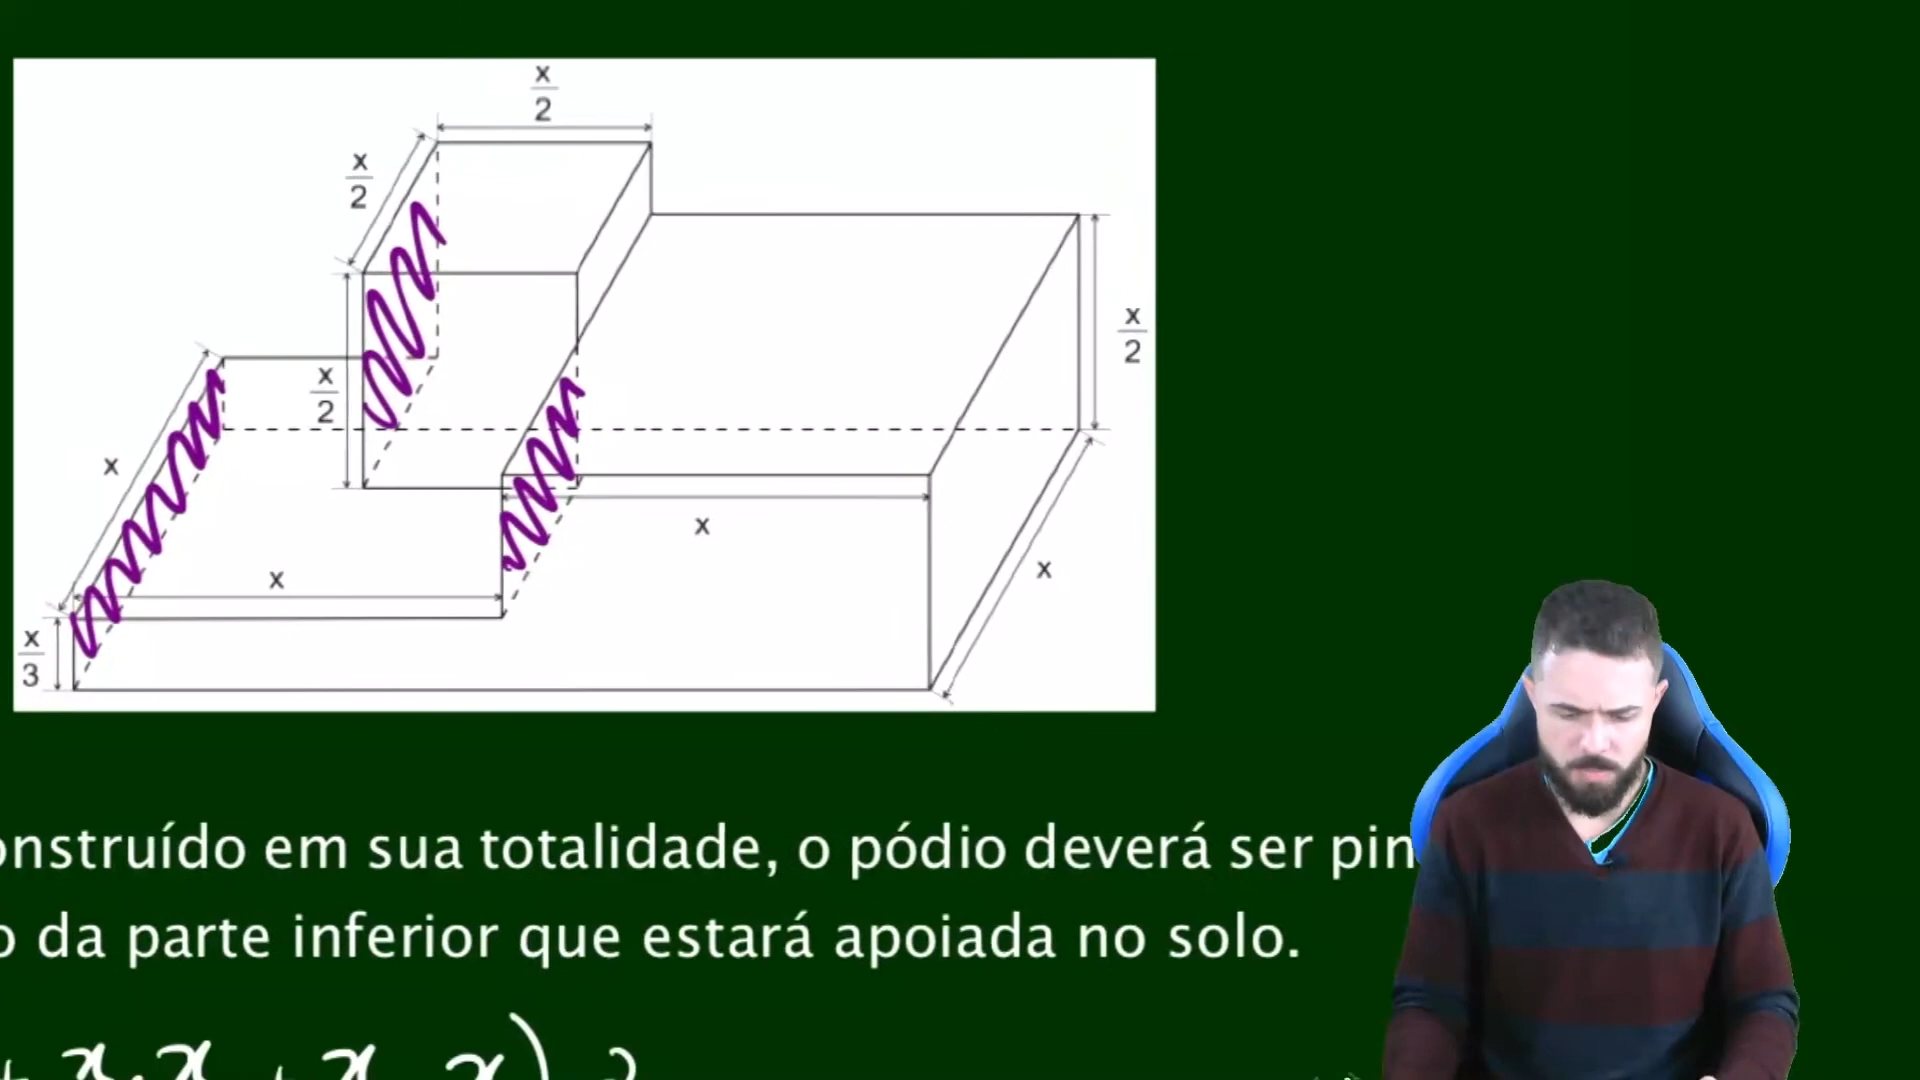 x/2
x/2
x/2
x/2
x
x
x
x
x/3
onstruído em sua totalidade, o pódio deverá ser pin
o da parte inferior que estará apoiada no solo.
+ x · x + x x) 2